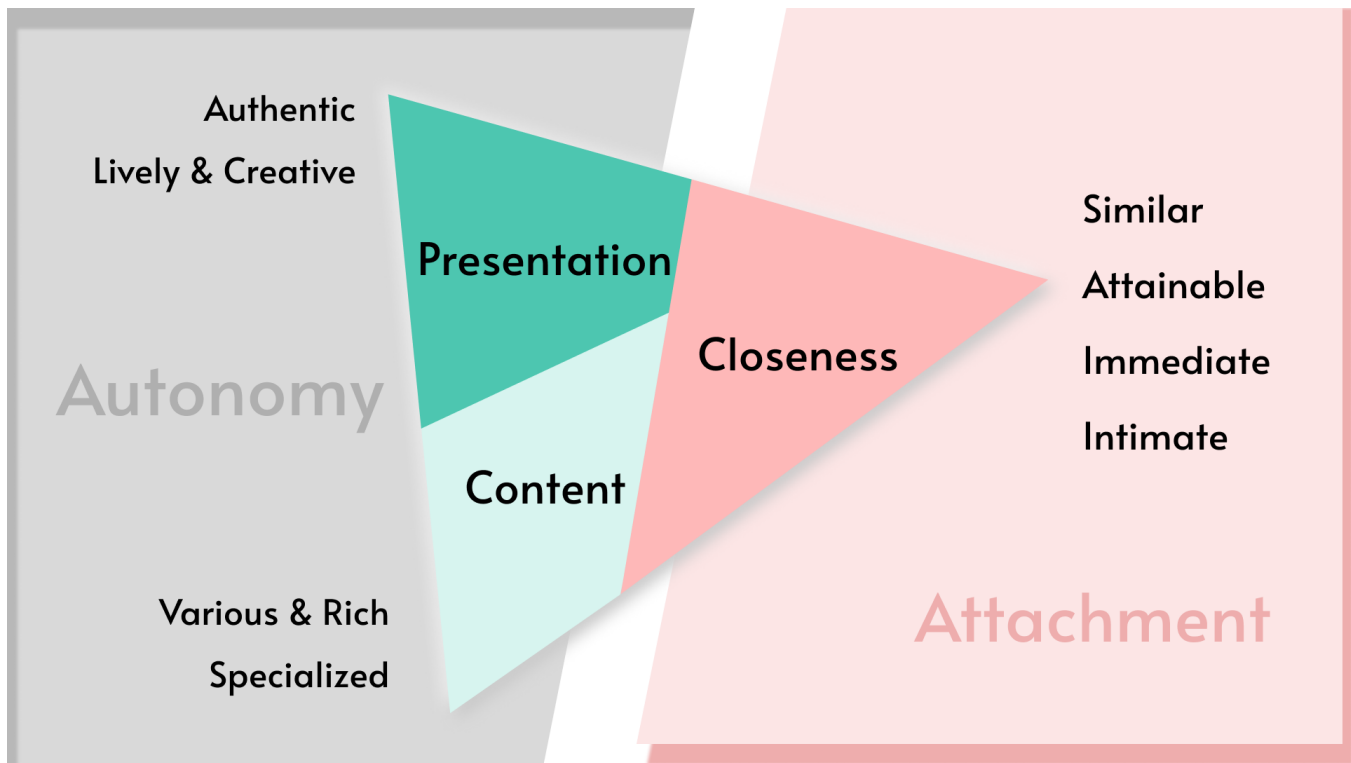 Authentic
Lively & Creative
Presentation
Autonomy
Content
Various & Rich
Specialized
Closeness
Similar
Attainable
Immediate
Intimate
Attachment